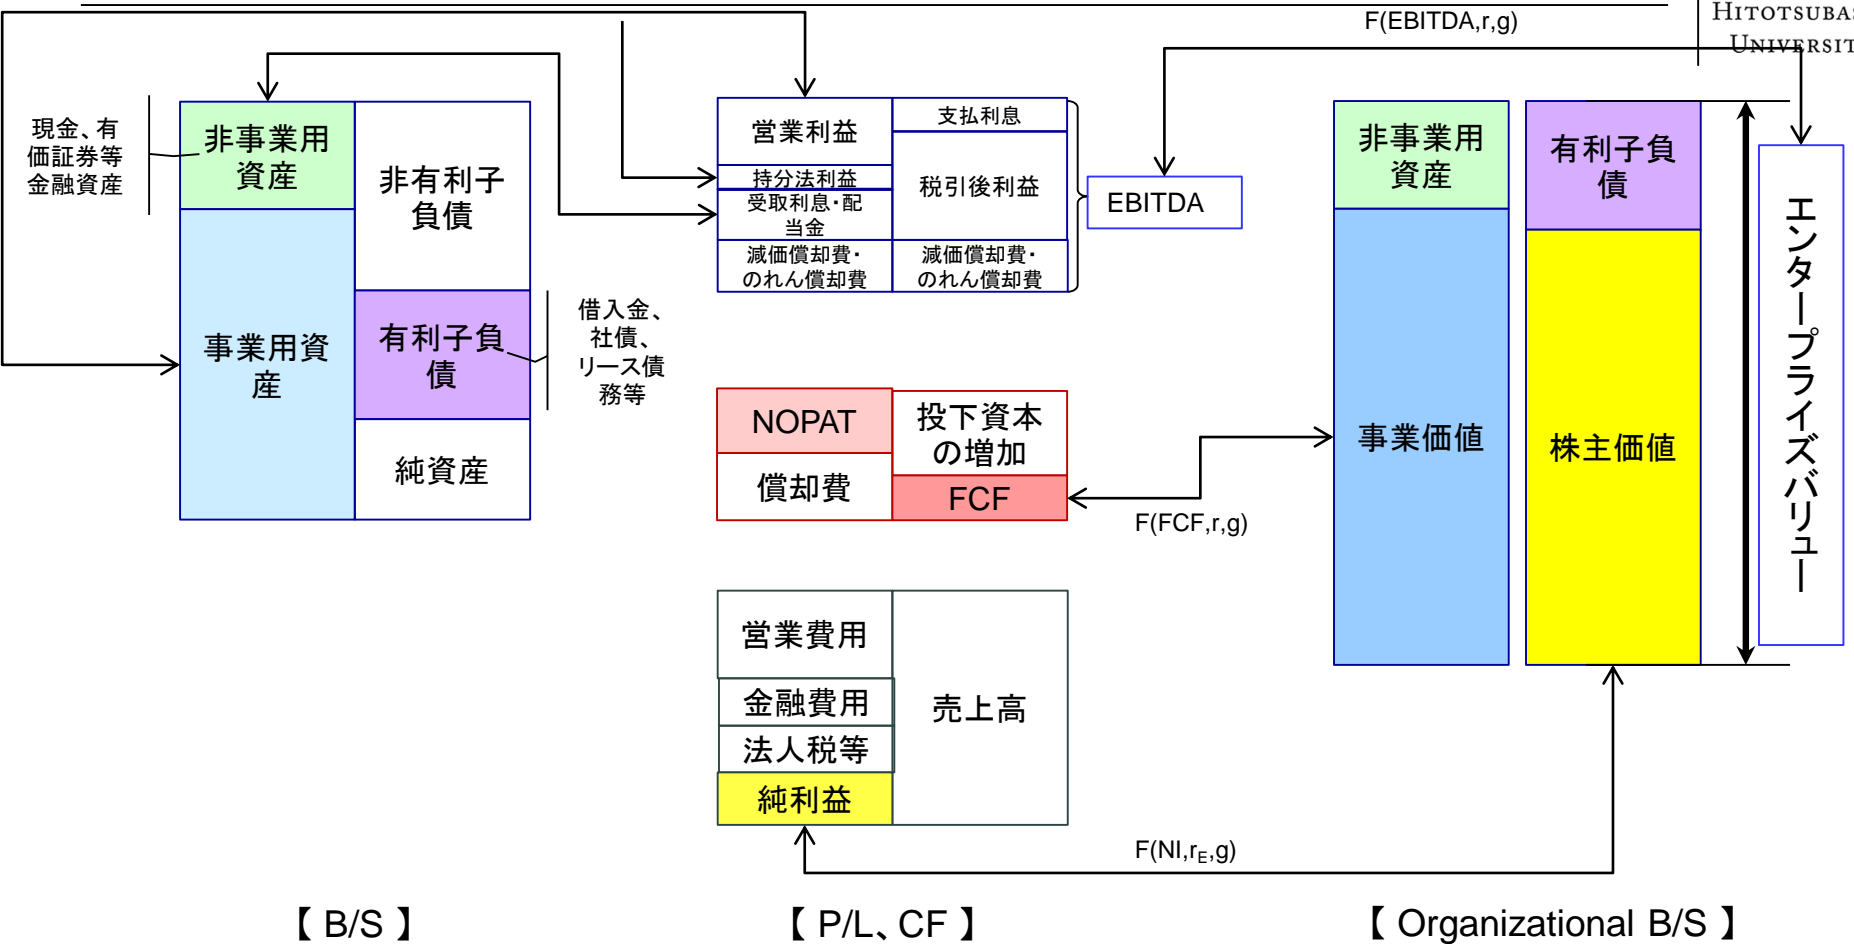 F(EBITDA,r,g)
HITOTSUBAS
UNIVERSIT
現金、有
価証券等
金融資産
非事業用
資産
非有利子
負債
事業用資
産
有利子負
債
純資産
借入金、
社債、
リース債
務等
営業利益
支払利息
持分法利益
受取利息・配
当金
税引後利益
減価償却費・
のれん償却費
減価償却費・
のれん償却費
EBITDA
NOPAT
投下資本
の増加
償却費
FCF
F(FCF,r,g)
営業費用
金融費用
法人税等
純利益
売上高
F(NI,rE,g)
非事業用
資産
事業価値
有利子負
債
株主価値
エンタープライズバリュー
【 B/S 】
【 P/L、CF 】
【 Organizational B/S 】